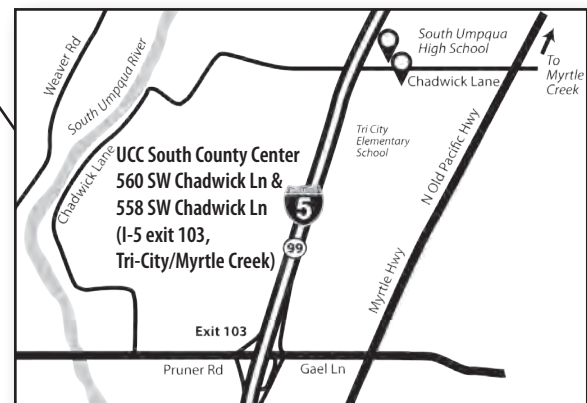 Weaver Rd
South Umpqua River
South Umpqua
High School
To
Myrtle
Creek
Chadwick Lane
Tri City
Elementary
School
N Old Pacific Hwy
Chadwick Lane
UCC South County Center
560 SW Chadwick Ln &
558 SW Chadwick Ln
(I-5 exit 103,
Tri-City/Myrtle Creek)
5
99
Myrtle Hwy
Exit 103
Pruner Rd
Gael Ln